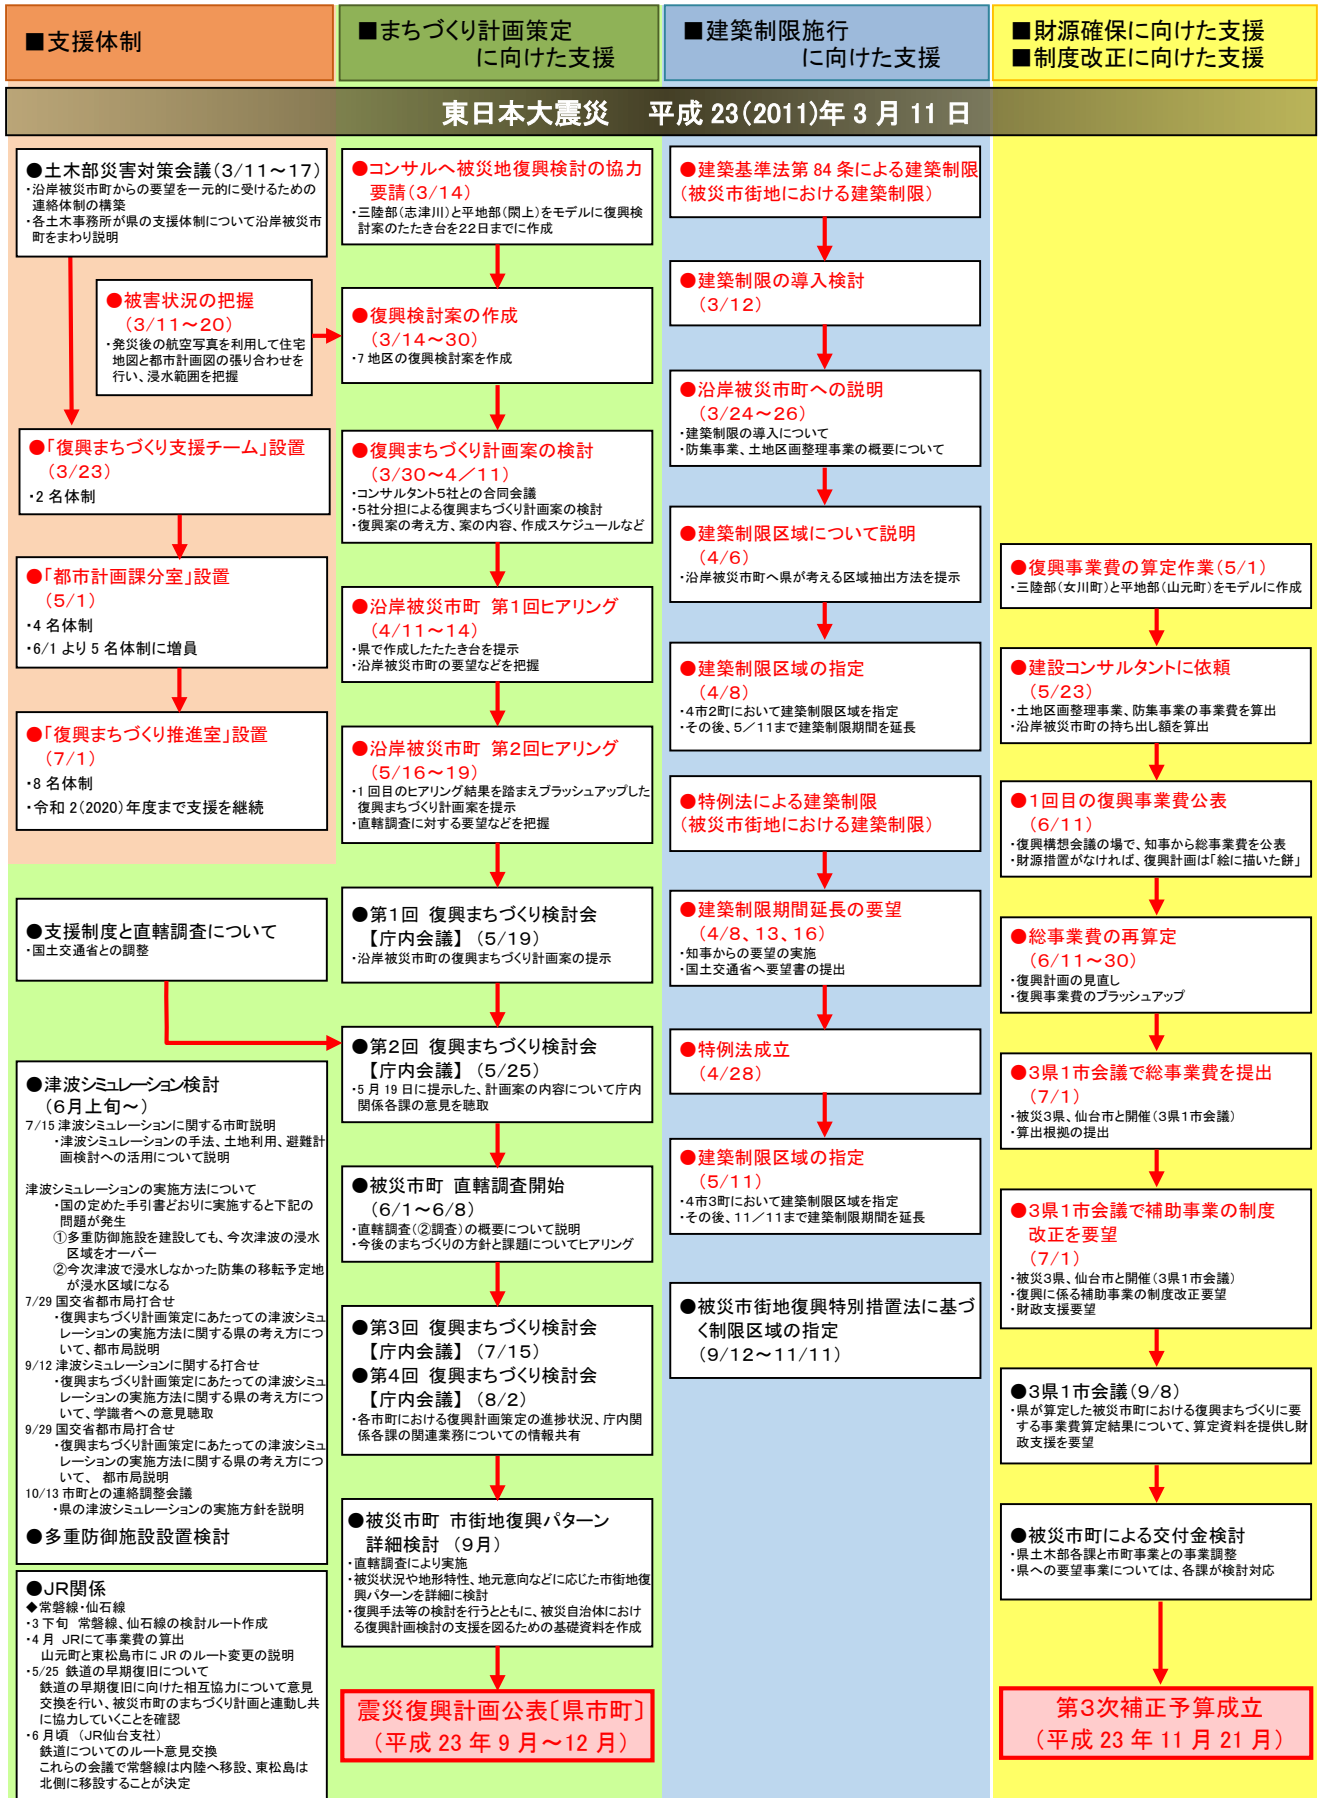 ■支援体制
■まちづくり計画策定
に向けた支援
■建築制限施行
に向けた支援
■財源確保に向けた支援
■制度改正に向けた支援
東日本大震災 平成 23(2011)年 3 月 11 日
●土木部災害対策会議(3/11～17)
・沿岸被災市町からの要望を一元的に受けるための
連絡体制の構築
・各土木事務所が県の支援体制について沿岸被災市
町をまわり説明
●被害状況の把握
(3/11～20)
・発災後の航空写真を利用して住宅
地図と都市計画図の張り合わせを
行い、浸水範囲を把握
●「復興まちづくり支援チーム」設置
(3/23)
・2 名体制
●「都市計画課分室」設置
(5/1)
・4 名体制
・6/1 より 5 名体制に増員
●「復興まちづくり推進室」設置
(7/1)
・8 名体制
・令和 2(2020)年度まで支援を継続
●支援制度と直轄調査について
・国土交通省との調整
●津波シミュレーション検討
(6月上旬～)
7/15 津波シミュレーションに関する市町説明
・津波シミュレーションの手法、土地利用、避難計
画検討への活用について説明
津波シミュレーションの実施方法について
・国の定めた手引書どおりに実施すると下記の
問題が発生
①多重防御施設を建設しても、今次津波の浸水
区域をオーバー
②今次津波で浸水しなかった防集の移転予定地
が浸水区域になる
7/29 国交省都市局打合せ
・復興まちづくり計画策定にあたっての津波シミュ
レーションの実施方法に関する県の考え方につ
いて、都市局説明
9/12 津波シミュレーションに関する打合せ
・復興まちづくり計画策定にあたっての津波シミュ
レーションの実施方法に関する県の考え方につ
いて、学識者への意見聴取
9/29 国交省都市局打合せ
・復興まちづくり計画策定にあたっての津波シミュ
レーションの実施方法に関する県の考え方につ
いて、 都市局説明
10/13 市町との連絡調整会議
・県の津波シミュレーションの実施方針を説明
●多重防御施設設置検討
●JR関係
◆常磐線・仙石線
・3 下旬 常磐線、仙石線の検討ルート作成
・4 月 JRにて事業費の算出
山元町と東松島市に JR のルート変更の説明
・5/25 鉄道の早期復旧について
鉄道の早期復旧に向けた相互協力について意見
交換を行い、被災市町のまちづくり計画と連動し共
に協力していくことを確認
・6 月頃 (JR仙台支社)
鉄道についてのルート意見交換
これらの会議で常磐線は内陸へ移設、東松島は
北側に移設することが決定
●コンサルへ被災地復興検討の協力
要請(3/14)
・三陸部(志津川)と平地部(閖上)をモデルに復興検
討案のたたき台を22日までに作成
●復興検討案の作成
(3/14～30)
・7 地区の復興検討案を作成
●復興まちづくり計画案の検討
(3/30～4／11)
・コンサルタント5社との合同会議
・5社分担による復興まちづくり計画案の検討
・復興案の考え方、案の内容、作成スケジュールなど
●沿岸被災市町 第1回ヒアリング
(4/11～14)
・県で作成したたたき台を提示
・沿岸被災市町の要望などを把握
●沿岸被災市町 第2回ヒアリング
(5/16～19)
・1 回目のヒアリング結果を踏まえブラッシュアップした
復興まちづくり計画案を提示
・直轄調査に対する要望などを把握
●第1回 復興まちづくり検討会
【庁内会議】 (5/19)
・沿岸被災市町の復興まちづくり計画案の提示
●第2回 復興まちづくり検討会
【庁内会議】 (5/25)
・5 月 19 日に提示した、計画案の内容について庁内
関係各課の意見を聴取
●被災市町 直轄調査開始
(6/1～6/8)
・直轄調査(②調査)の概要について説明
・今後のまちづくりの方針と課題についてヒアリング
●第3回 復興まちづくり検討会
【庁内会議】 (7/15)
●第4回 復興まちづくり検討会
【庁内会議】 (8/2)
・各市町における復興計画策定の進捗状況、庁内関
係各課の関連業務についての情報共有
●被災市町 市街地復興パターン
詳細検討 (9月)
・直轄調査により実施
・被災状況や地形特性、地元意向などに応じた市街地復
興パターンを詳細に検討
・復興手法等の検討を行うとともに、被災自治体におけ
る復興計画検討の支援を図るための基礎資料を作成
震災復興計画公表〔県市町〕
(平成 23 年 9 月～12 月)
●建築基準法第 84 条による建築制限
(被災市街地における建築制限)
●建築制限の導入検討
(3/12)
●沿岸被災市町への説明
(3/24～26)
・建築制限の導入について
・防集事業、土地区画整理事業の概要について
●建築制限区域について説明
(4/6)
・沿岸被災市町へ県が考える区域抽出方法を提示
●建築制限区域の指定
(4/8)
・4市2町において建築制限区域を指定
・その後、5／11まで建築制限期間を延長
●特例法による建築制限
(被災市街地における建築制限)
●建築制限期間延長の要望
(4/8、13、16)
・知事からの要望の実施
・国土交通省へ要望書の提出
●特例法成立
(4/28)
●建築制限区域の指定
(5/11)
・4市3町において建築制限区域を指定
・その後、11／11まで建築制限期間を延長
●被災市街地復興特別措置法に基づ
く制限区域の指定
(9/12～11/11)
●復興事業費の算定作業(5/1)
・三陸部(女川町)と平地部(山元町)をモデルに作成
●建設コンサルタントに依頼
(5/23)
・土地区画整理事業、防集事業の事業費を算出
・沿岸被災市町の持ち出し額を算出
●1回目の復興事業費公表
(6/11)
・復興構想会議の場で、知事から総事業費を公表
・財源措置がなければ、復興計画は「絵に描いた餅」
●総事業費の再算定
(6/11～30)
・復興計画の見直し
・復興事業費のブラッシュアップ
●3県1市会議で総事業費を提出
(7/1)
・被災3県、仙台市と開催(3県1市会議)
・算出根拠の提出
●3県1市会議で補助事業の制度
改正を要望
(7/1)
・被災3県、仙台市と開催(3県1市会議)
・復興に係る補助事業の制度改正要望
・財政支援要望
●3県1市会議(9/8)
・県が算定した被災市町における復興まちづくりに要
する事業費算定結果について、算定資料を提供し財
政支援を要望
●被災市町による交付金検討
・県土木部各課と市町事業との事業調整
・県への要望事業については、各課が検討対応
第3次補正予算成立
(平成 23 年 11 月 21 月)